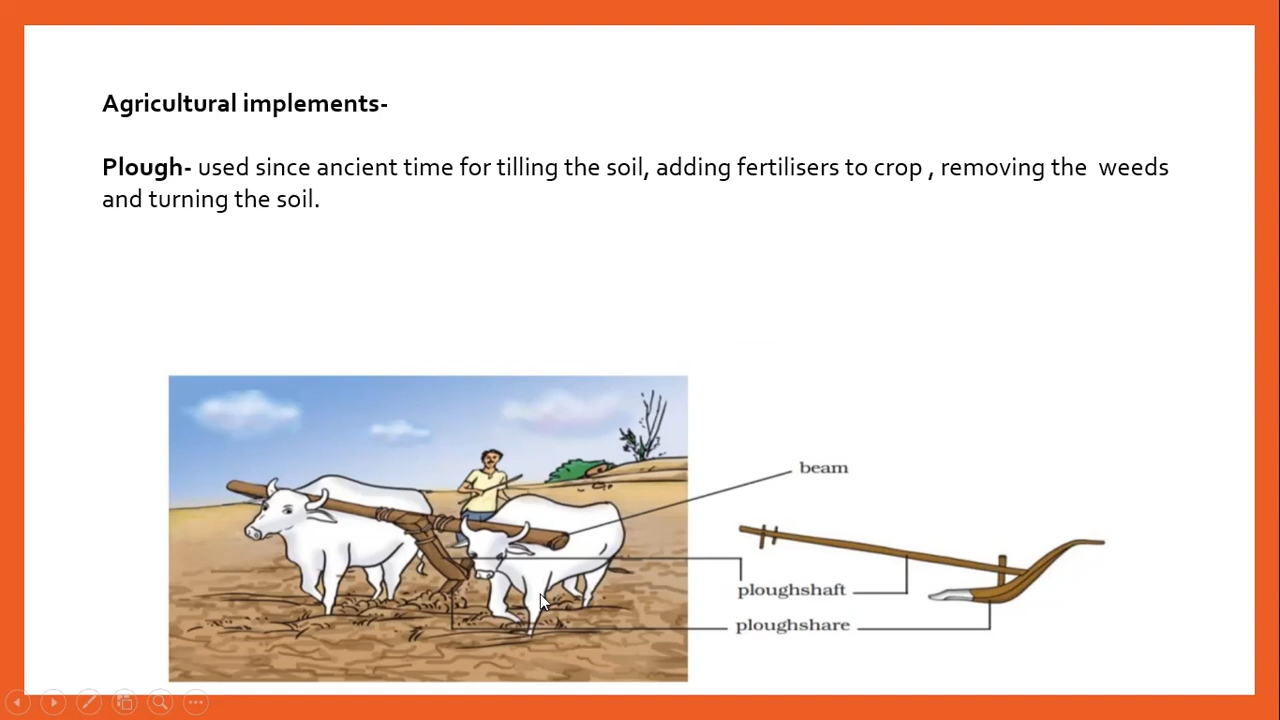 Agricultural implements-
Plough- used since ancient time for tilling the soil, adding fertilisers to crop , removing the  weeds
and turning the soil.
beam
ploughshaft
ploughshare